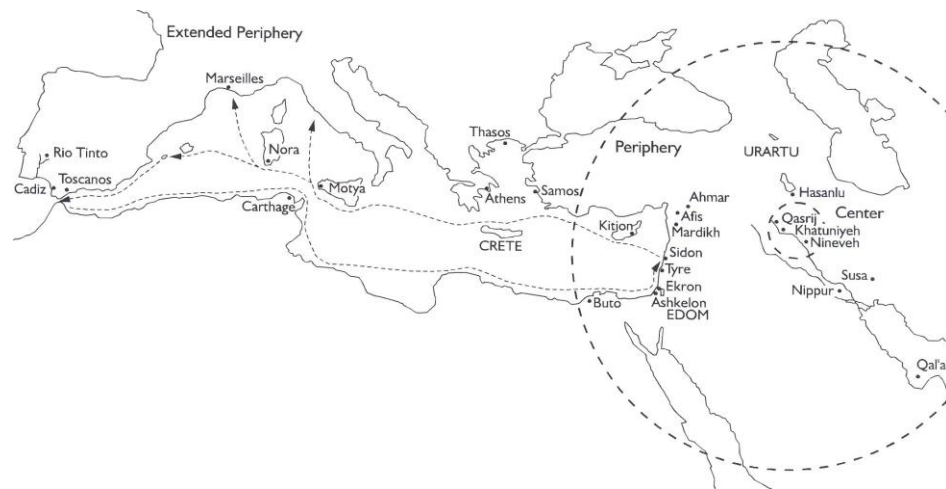 Extended Periphery
Marseilles
Rio Tinto
Nora
Toscanos
Cadiz
Motya
Carthage
Thasos
Athens
Samos
CRETE
Kition
Periphery
URARTU
Hasanlu
Ahmar
Afis
Mardikh
Center
Qasrij
Khatuniyeh
Nineveh
Sidon
Tyre
Susa
Nippur
Ekron
Ashkelon
Buto
EDOM
Qal'a